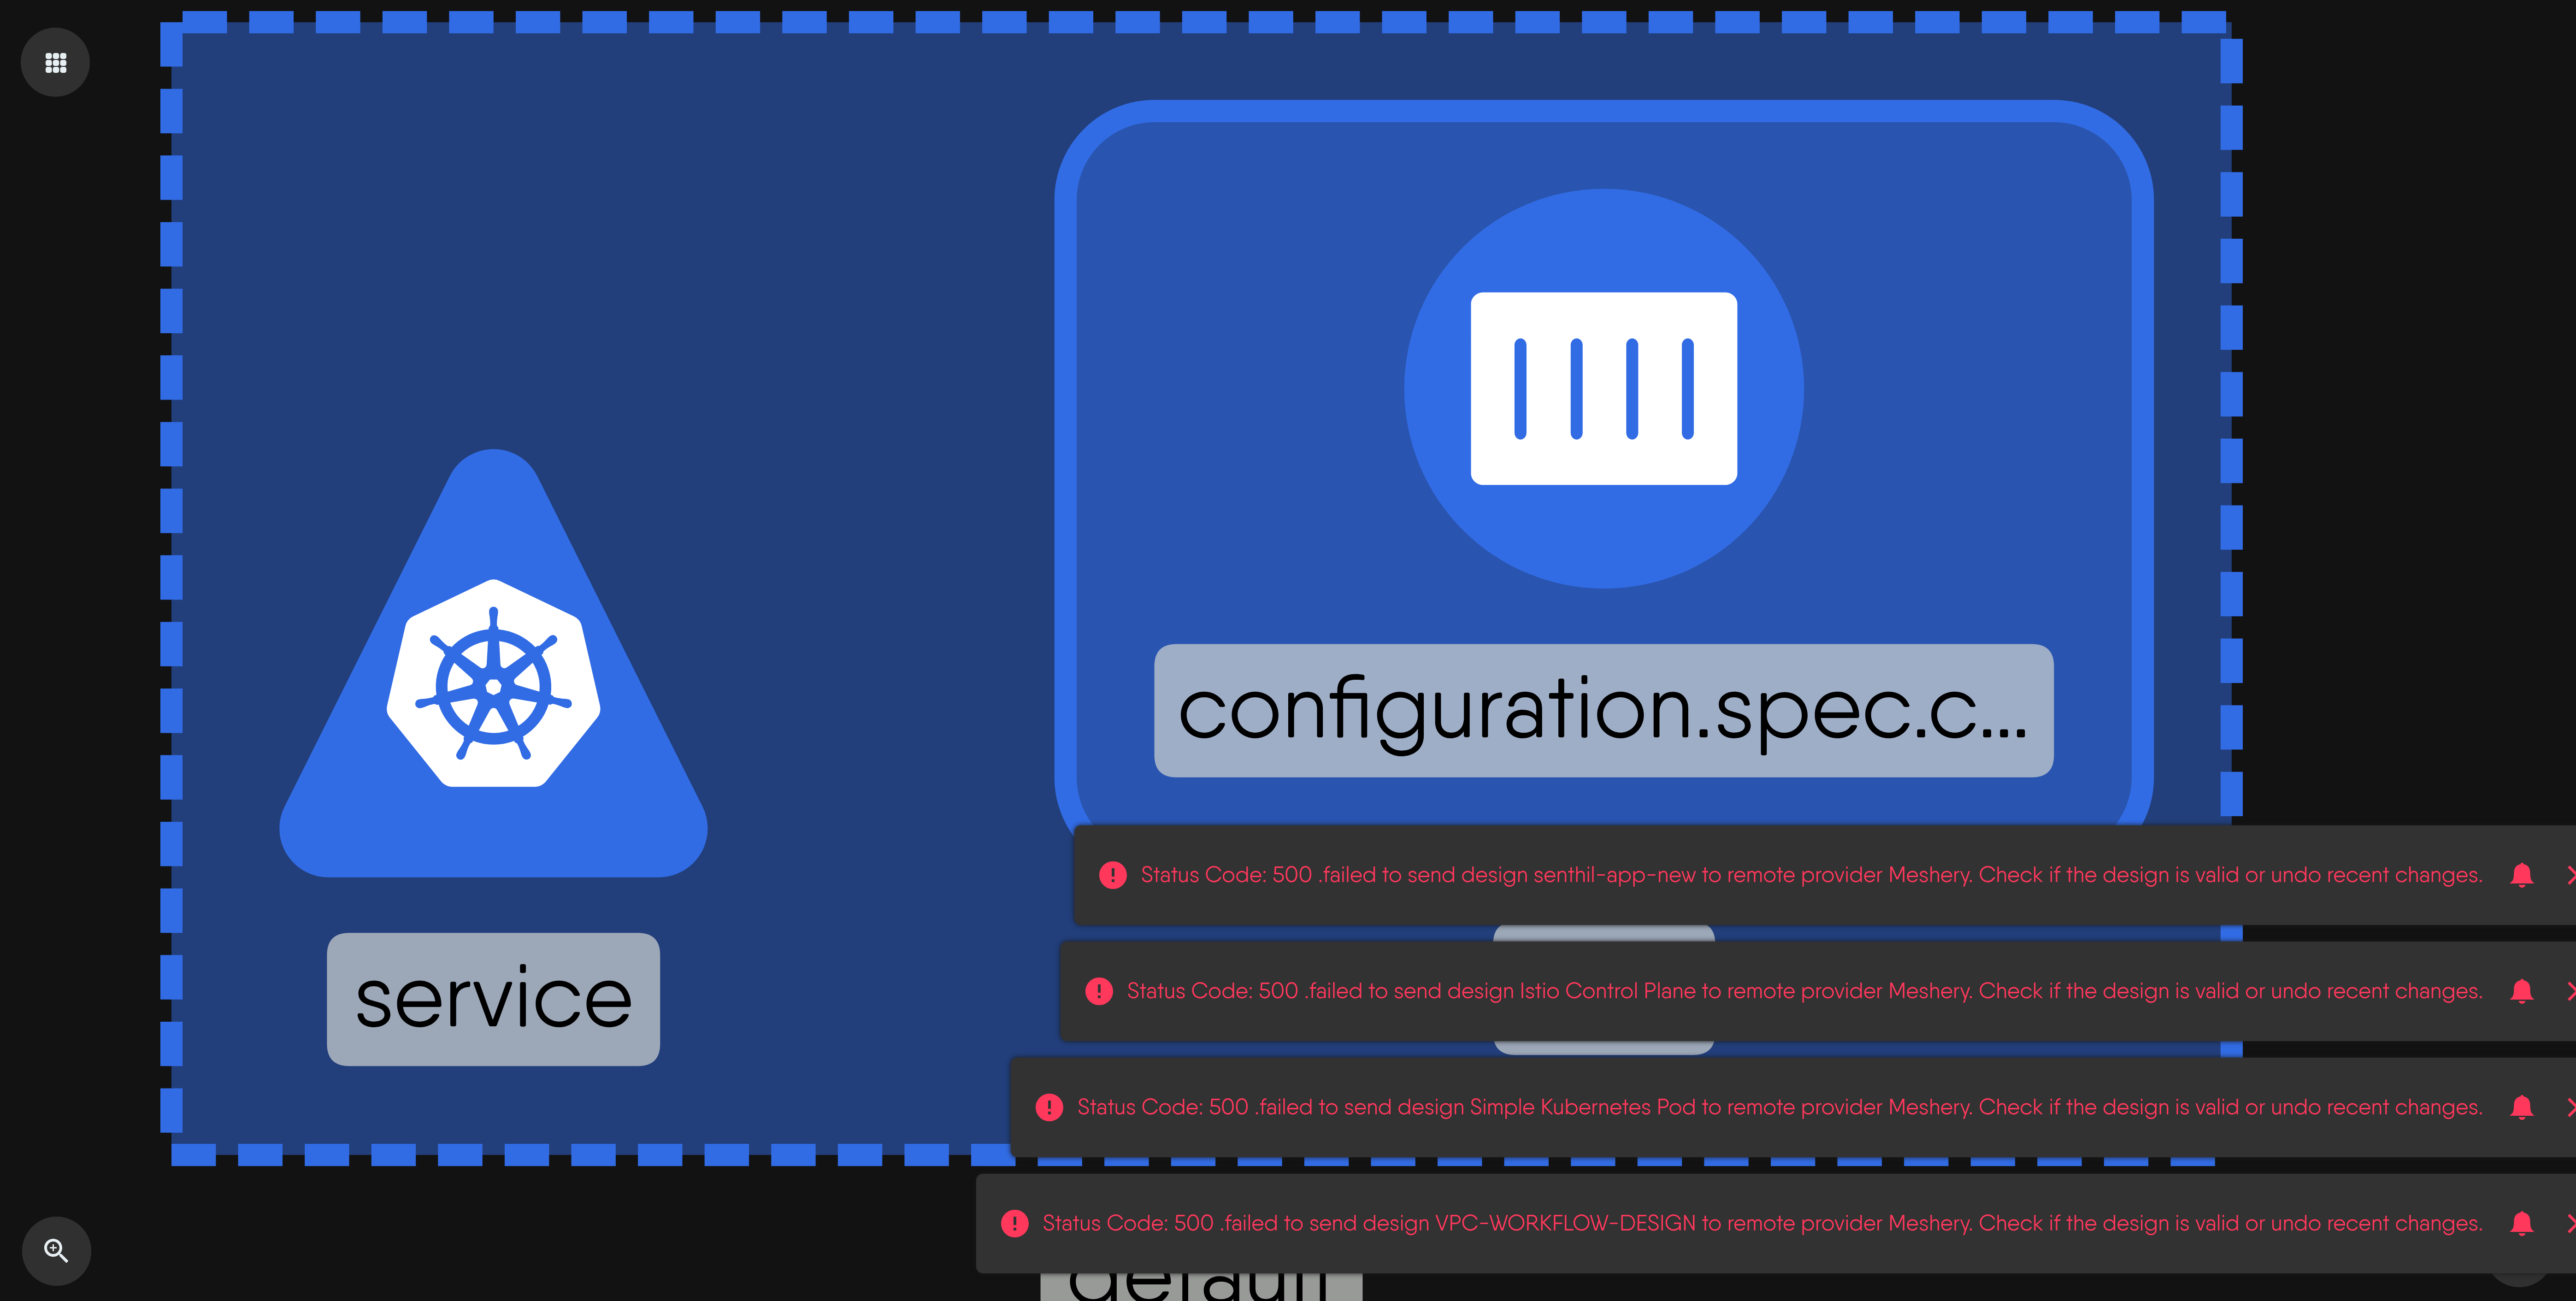 configuration.spec.c...
Status Code: 500 .failed to send design senthil-app-new to remote provider Meshery. Check if the design is valid or undo recent changes.
service
Status Code: 500 .failed to send design Istio Control Plane to remote provider Meshery. Check if the design is valid or undo recent changes.
Status Code: 500 .failed to send design Simple Kubernetes Pod to remote provider Meshery. Check if the design is valid or undo recent changes.
Status Code: 500 .failed to send design VPC-WORKFLOW-DESIGN to remote provider Meshery. Check if the design is valid or undo recent changes.
default